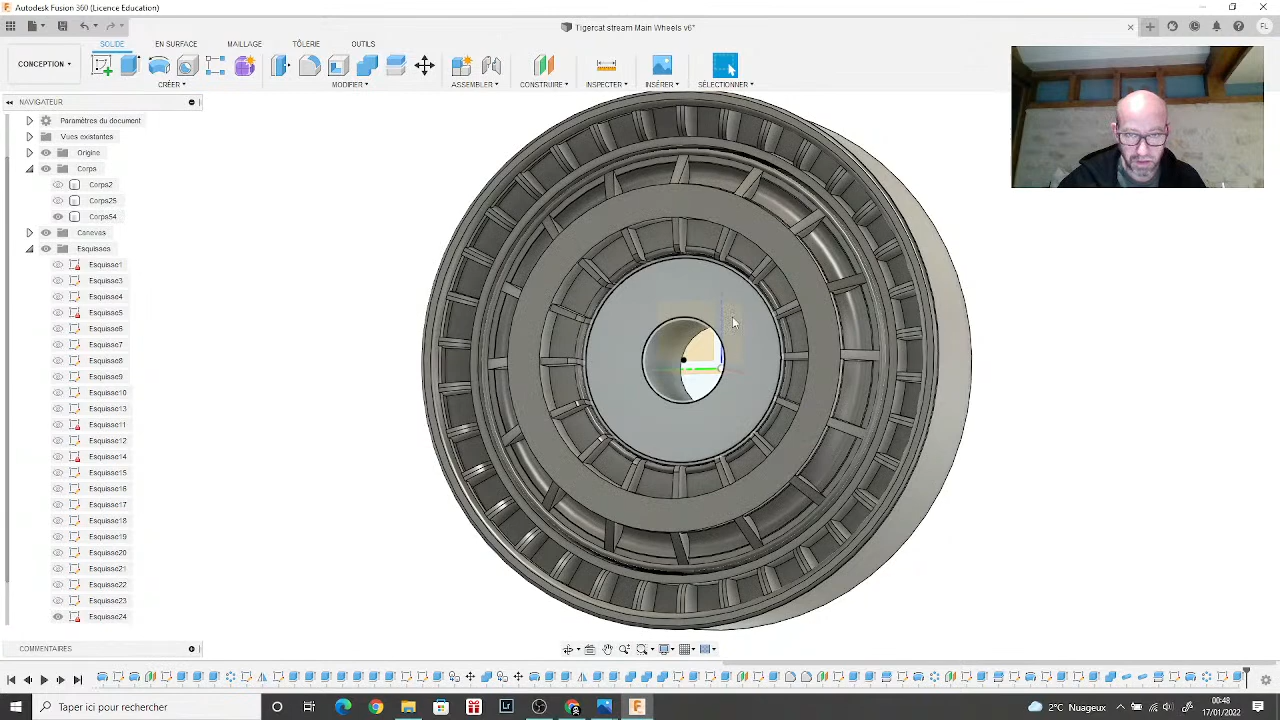 Autodesk Fusion 360 (Licence Education)
Tigercat stream Main Wheels v6*
FL
SOLIDE EN SURFACE MAILLAGE TÔLERIE OUTILS
CONCEPTION
CRÉER MODIFIER ASSEMBLER CONSTRUIRE INSPECTER INSÉRER SÉLECTIONNER
NAVIGATEUR
Paramètres du document
Vues existantes
Origine
Corps
Corps2
Corps25
Corps54
Canevas
Esquisses
Esquisse1
Esquisse3
Esquisse4
Esquisse5
Esquisse6
Esquisse7
Esquisse8
Esquisse9
Esquisse10
Esquisse13
Esquisse11
Esquisse12
Esquisse14
Esquisse15
Esquisse16
Esquisse17
Esquisse18
Esquisse19
Esquisse20
Esquisse21
Esquisse22
Esquisse23
Esquisse24
COMMENTAIRES
Taper ici pour rechercher
2°C Nuageux
00:48
17/01/2022